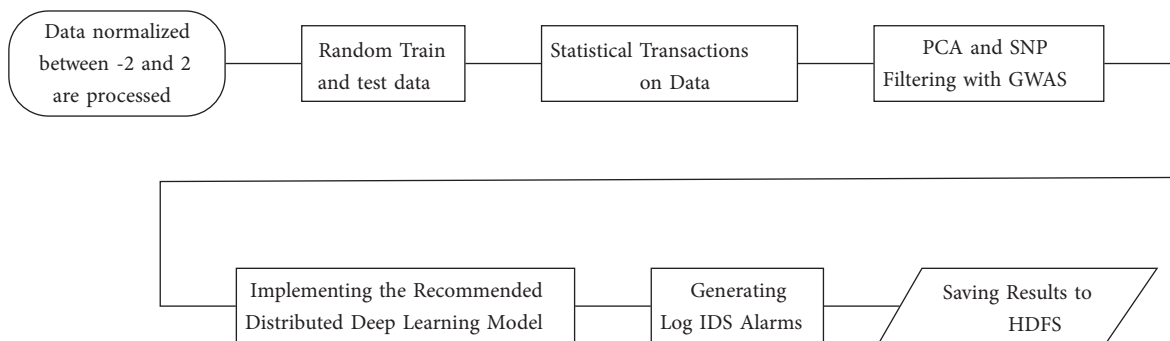 Data normalized
between -2 and 2
are processed
Random Train
and test data
Statistical Transactions
on Data
PCA and SNP
Filtering with GWAS
Implementing the Recommended
Distributed Deep Learning Model
Generating
Log IDS Alarms
Saving Results to
HDFS